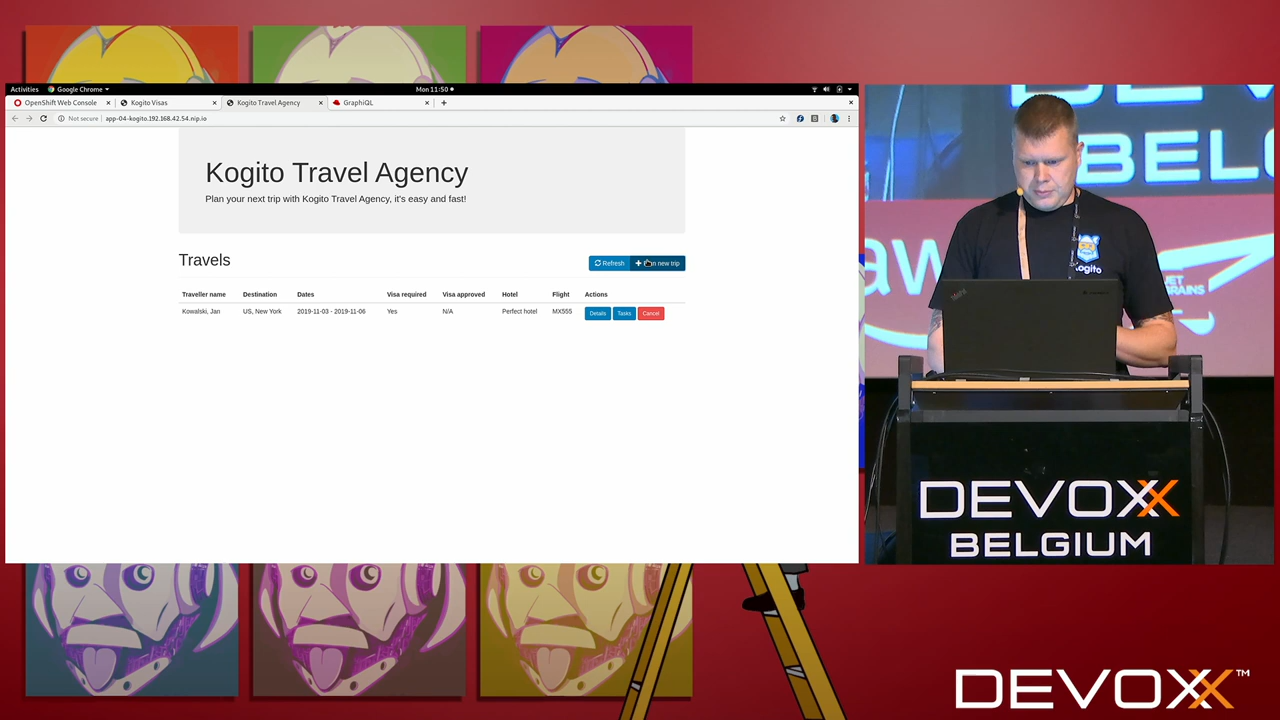 Activities
Google Chrome
Mon 11:50
OpenShift Web Console
Kogito Visas
Kogito Travel Agency
GraphiQL
Not secure
app-04-kogito.192.168.42.54.nip.io
Kogito Travel Agency
Plan your next trip with Kogito Travel Agency, it's easy and fast!
Travels
Refresh
new trip
Traveller name Destination Dates Visa required Visa approved Hotel Flight Actions
Kowalski, Jan US, New York 2019-11-03 - 2019-11-06 Yes N/A Perfect hotel MX555 Details Tasks Cancel
BELG
Kogito
DEVOXX
BELGIUM
DEVOXX™